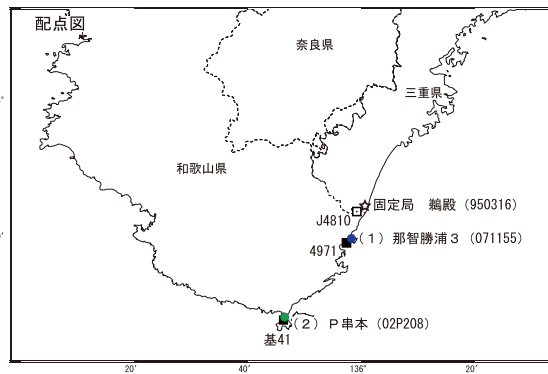 配点図
奈良県
三重県
和歌山県
固定局 鵜殿 (950316)
J4810
(1) 那智勝浦3 (071155)
4971
(2) P串本 (02P208)
基41
20′ 40′ 136° 20′